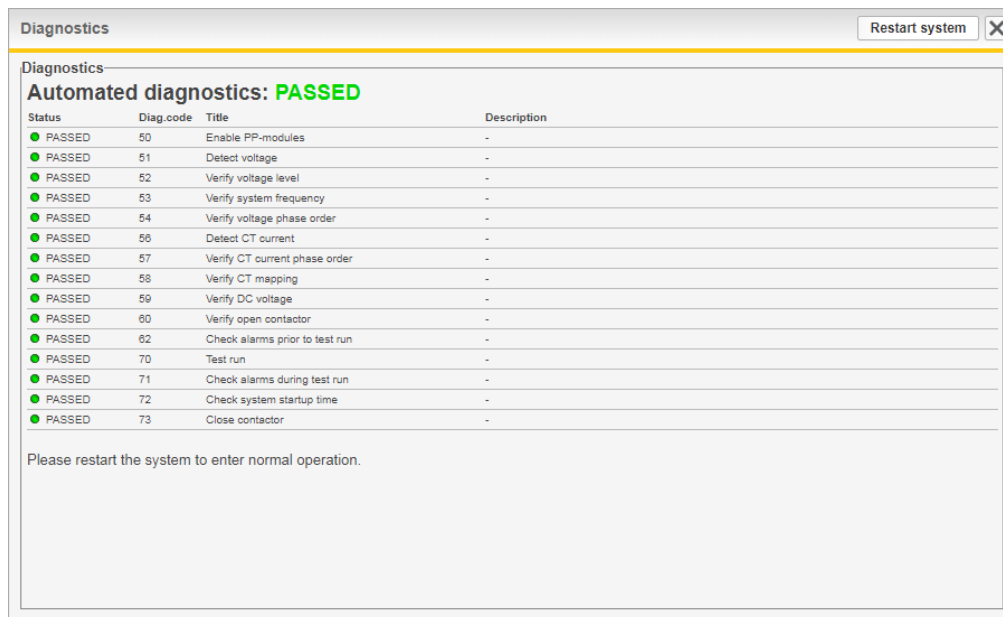 Diagnostics Restart system
Diagnostics
Automated diagnostics: PASSED
Status Diag.code Title Description
PASSED 50 Enable PP-modules -
PASSED 51 Detect voltage -
PASSED 52 Verify voltage level -
PASSED 53 Verify system frequency -
PASSED 54 Verify voltage phase order -
PASSED 56 Detect CT current -
PASSED 57 Verify CT current phase order -
PASSED 58 Verify CT mapping -
PASSED 59 Verify DC voltage -
PASSED 60 Verify open contactor -
PASSED 62 Check alarms prior to test run -
PASSED 70 Test run -
PASSED 71 Check alarms during test run -
PASSED 72 Check system startup time -
PASSED 73 Close contactor -
Please restart the system to enter normal operation.